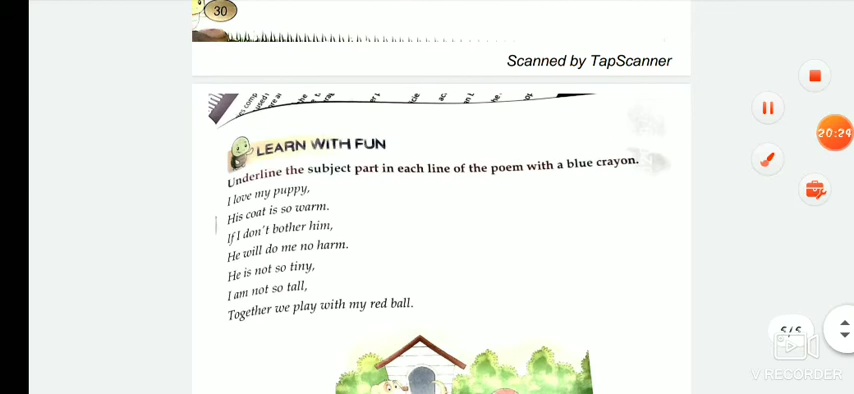 30
Scanned by TapScanner
LEARN WITH FUN
Underline the subject part in each line of the poem with a blue crayon.
I love my puppy,
His coat is so warm.
If I don't bother him,
He will do me no harm.
He is not so tiny,
I am not so tall,
Together we play with my red ball.
20:24
5/5
V RECORDER